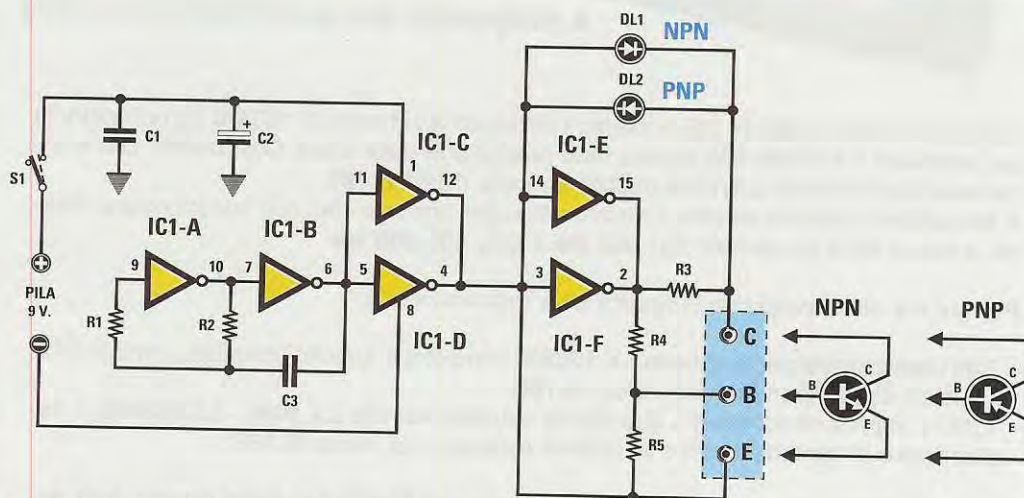 DL1 NPN
DL2 PNP
C1
C2
+
S1
IC1-C
1
11
12
IC1-E
14
15
IC1-A
IC1-B
9
10
7
6
5
4
8
3
2
R3
PILA
9 V.
R1
R2
C3
IC1-D
IC1-F
R4
R5
C
B
E
NPN
C
B
E
PNP
C
B
E